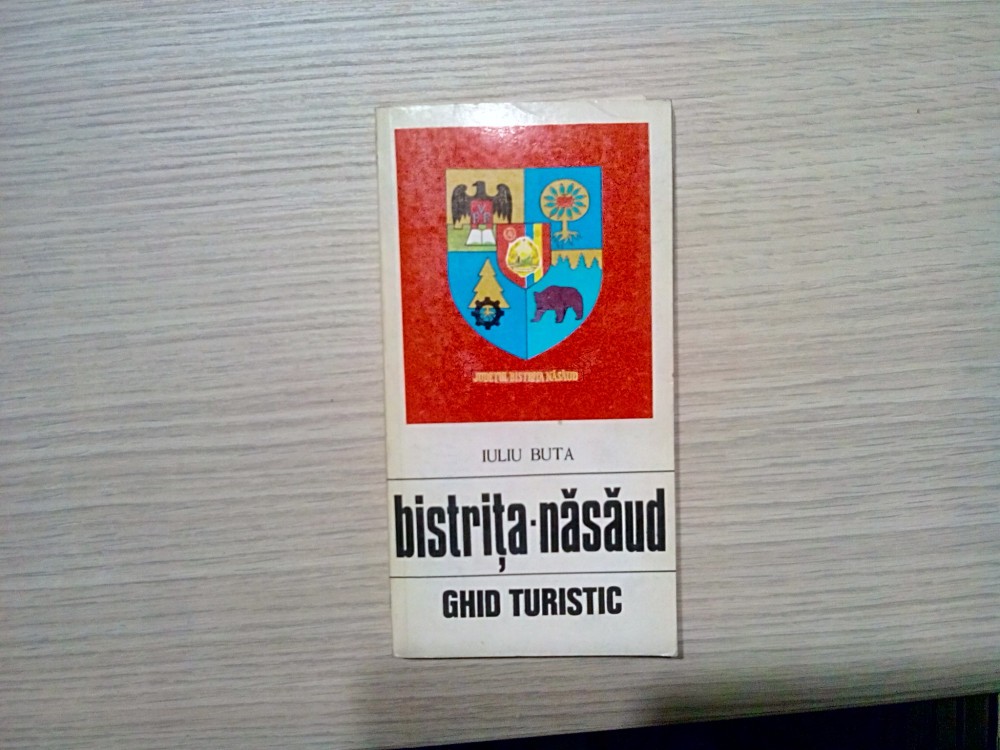 JUDEȚUL BISTRIȚA NĂSĂUD
IULIU BUTA
bistrița-năsăud
GHID TURISTIC